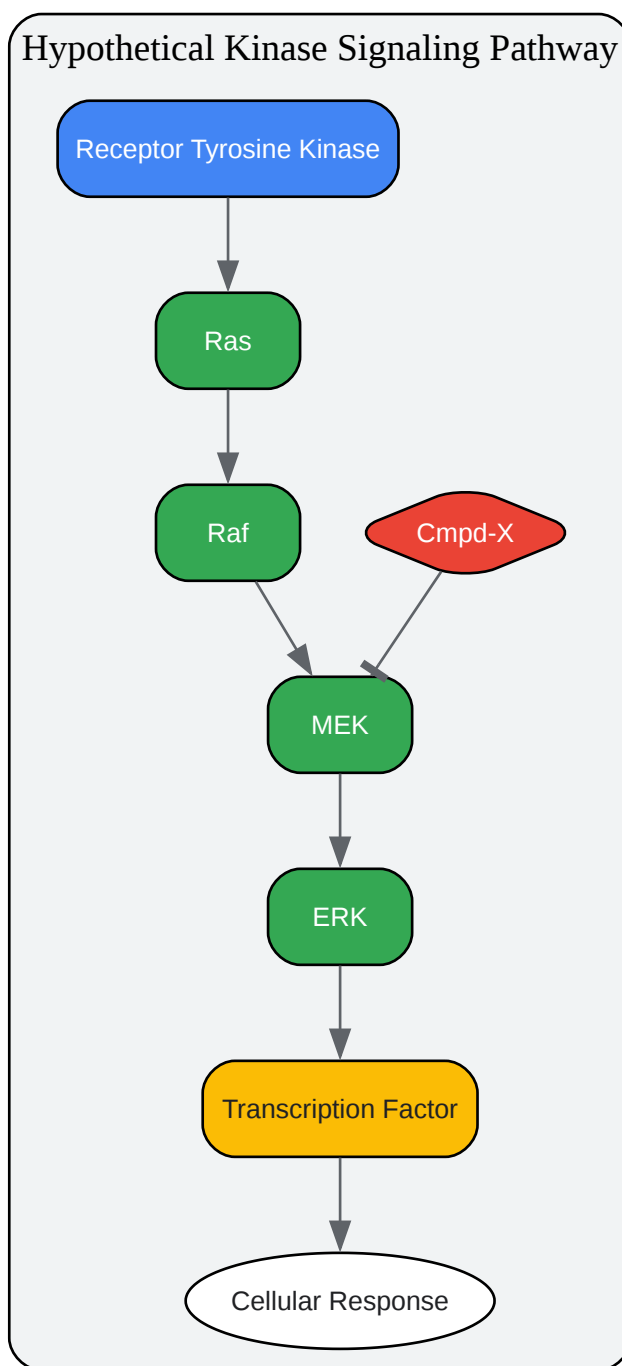 Hypothetical Kinase Signaling Pathway
Receptor Tyrosine Kinase
Ras
Raf
Cmpd-X
MEK
ERK
Transcription Factor
Cellular Response